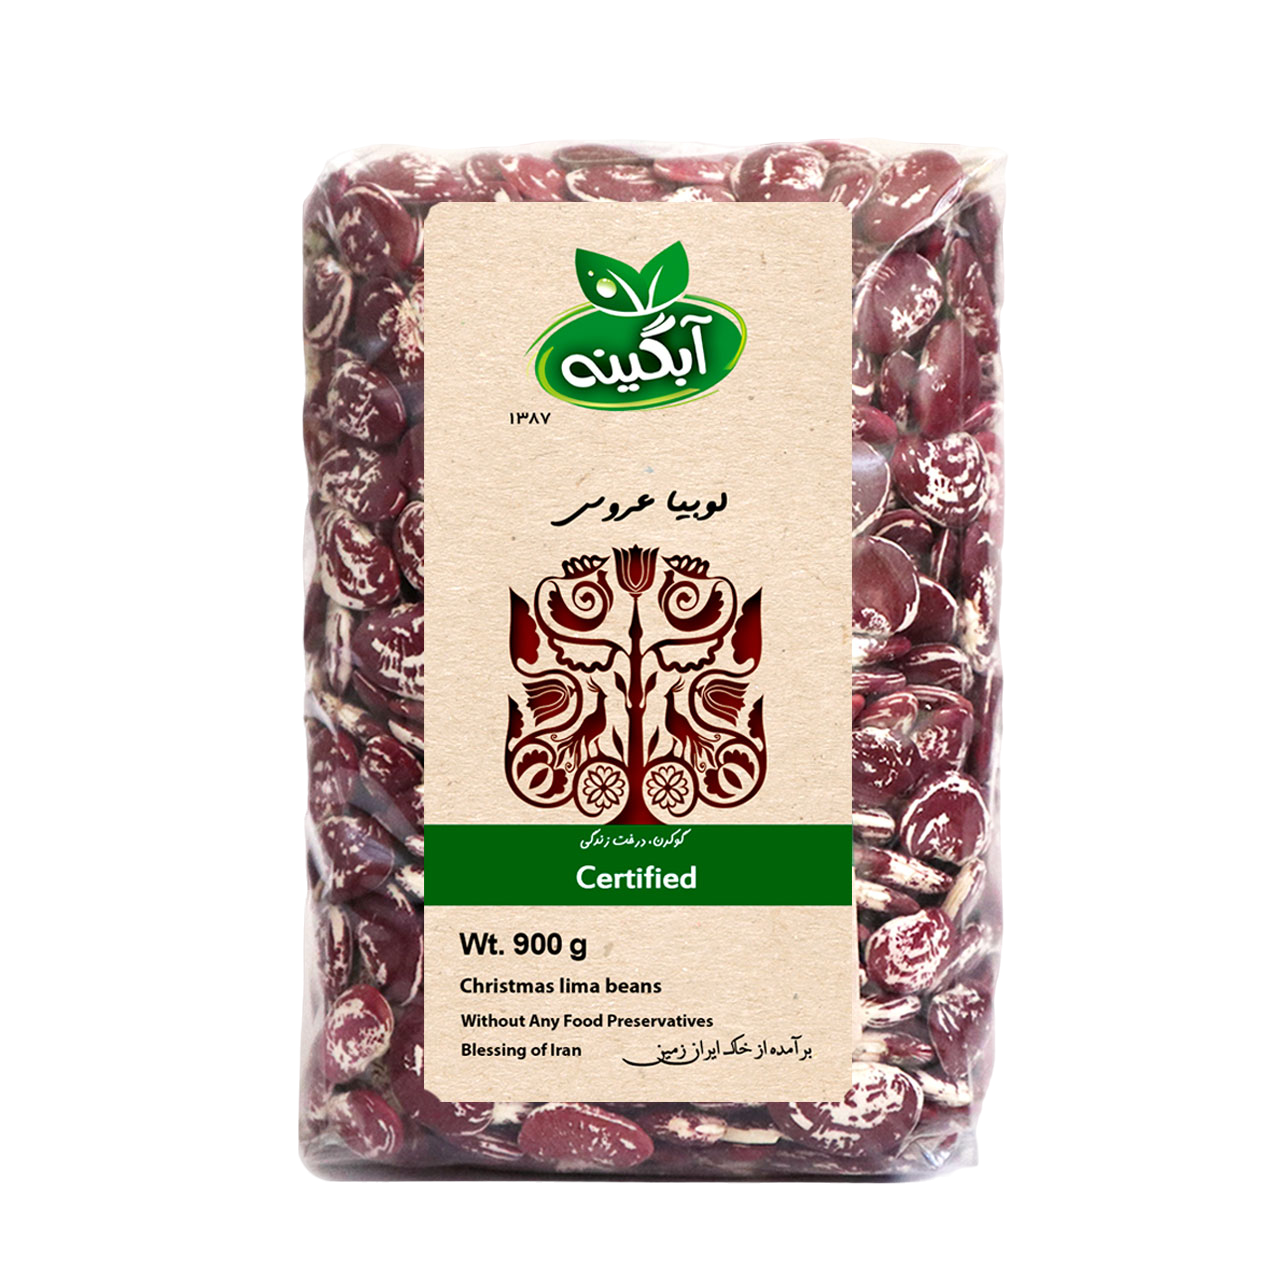 آبگینه
۱۳۸۷
لوبیا عروس
گوکرن، درخت زندگی
Certified
Wt. 900 g
Christmas lima beans
Without Any Food Preservatives
Blessing of Iran
برآمده از خاک ایران زمین